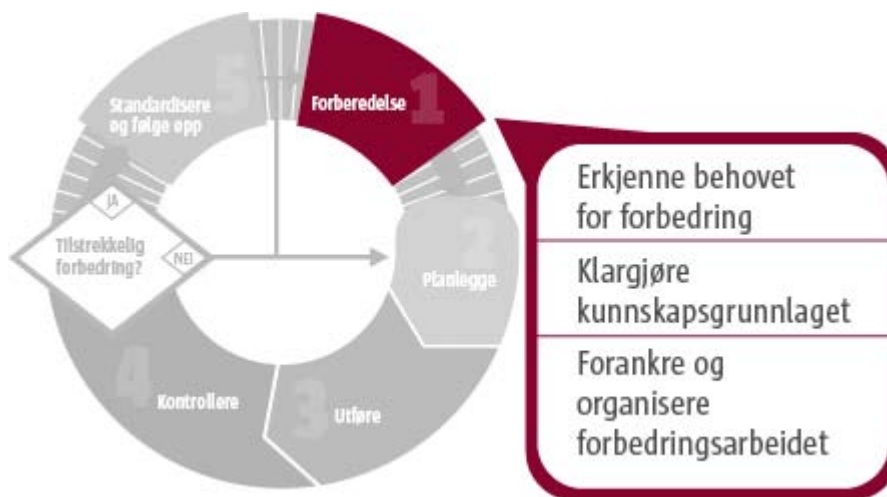 1
Forberedelse
2
Planlegge
3
Utføre
4
Kontrollere
5
Standardisere
og følge opp
JA
Tilstrekkelig
forbedring?
NEI
Erkjenne behovet
for forbedring
Klargjøre
kunnskapsgrunnlaget
Forankre og
organisere
forbedringsarbeidet